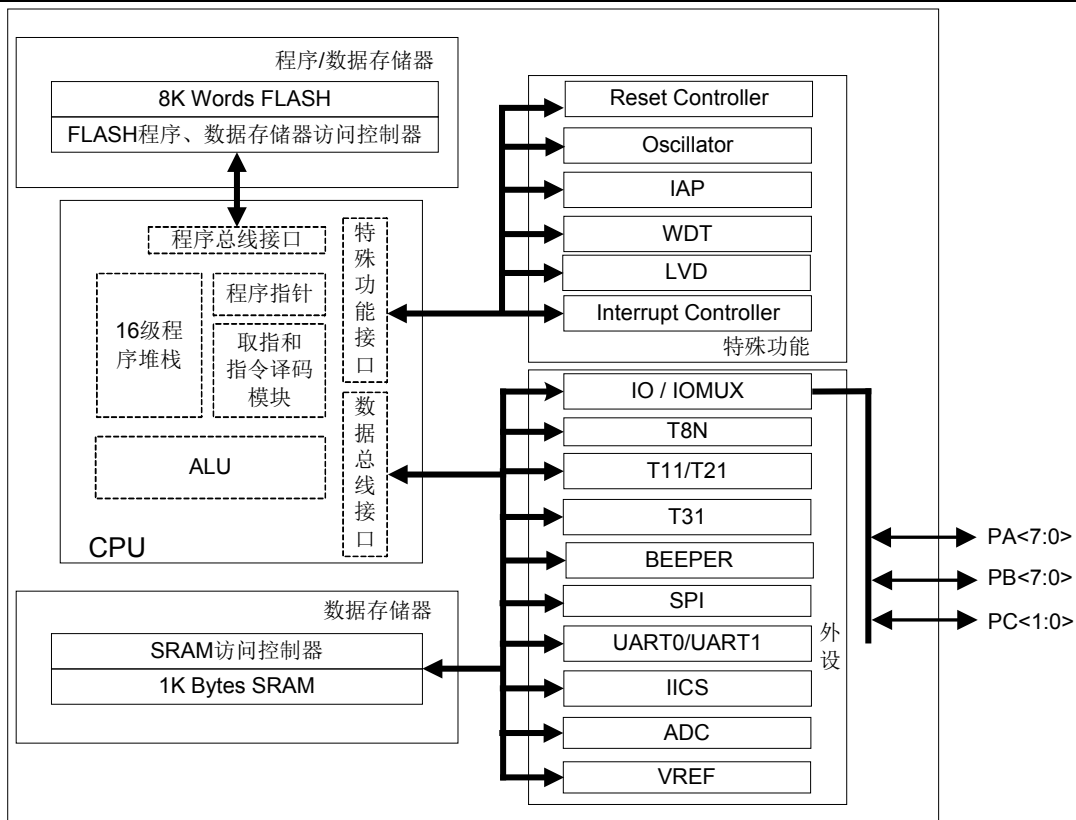 程序/数据存储器
8K Words FLASH
FLASH程序、数据存储器访问控制器
程序总线接口
特殊功能接口
16级程
序堆栈
程序指针
取指和
指令译码
模块
ALU
数据总线接口
CPU
数据存储器
SRAM访问控制器
1K Bytes SRAM
Reset Controller
Oscillator
IAP
WDT
LVD
Interrupt Controller
特殊功能
IO / IOMUX
T8N
T11/T21
T31
BEEPER
SPI
UART0/UART1
IICS
ADC
VREF
外设
PA<7:0>
PB<7:0>
PC<1:0>